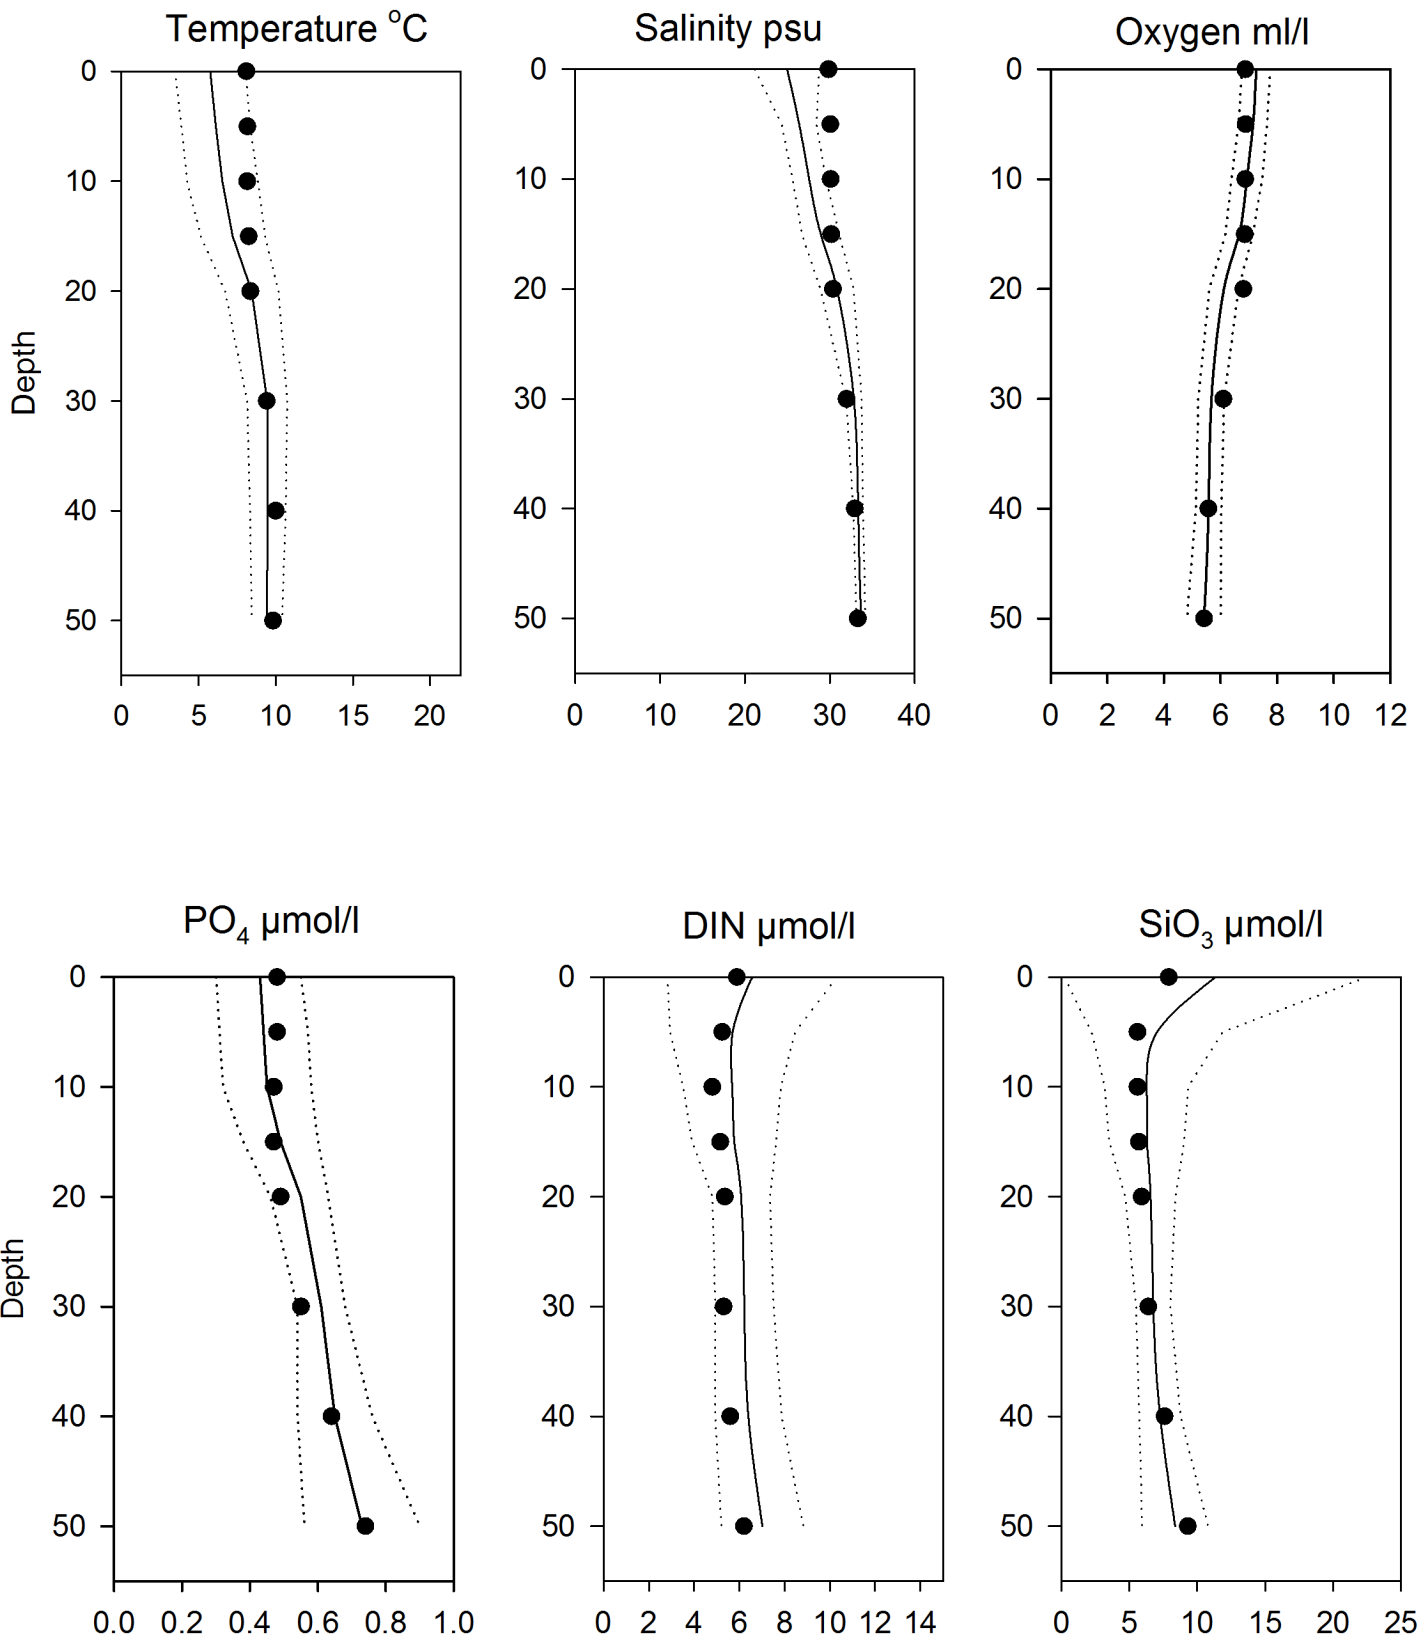 Temperature °C
Salinity psu
Oxygen ml/l
0
10
20
30
40
50
Depth
0 5 10 15 20
0
10
20
30
40
50
0 10 20 30 40
0
10
20
30
40
50
0 2 4 6 8 10 12
PO4 µmol/l
DIN µmol/l
SiO3 µmol/l
0
10
20
30
40
50
Depth
0.0 0.2 0.4 0.6 0.8 1.0
0
10
20
30
40
50
0 2 4 6 8 10 12 14
0
10
20
30
40
50
0 5 10 15 20 25